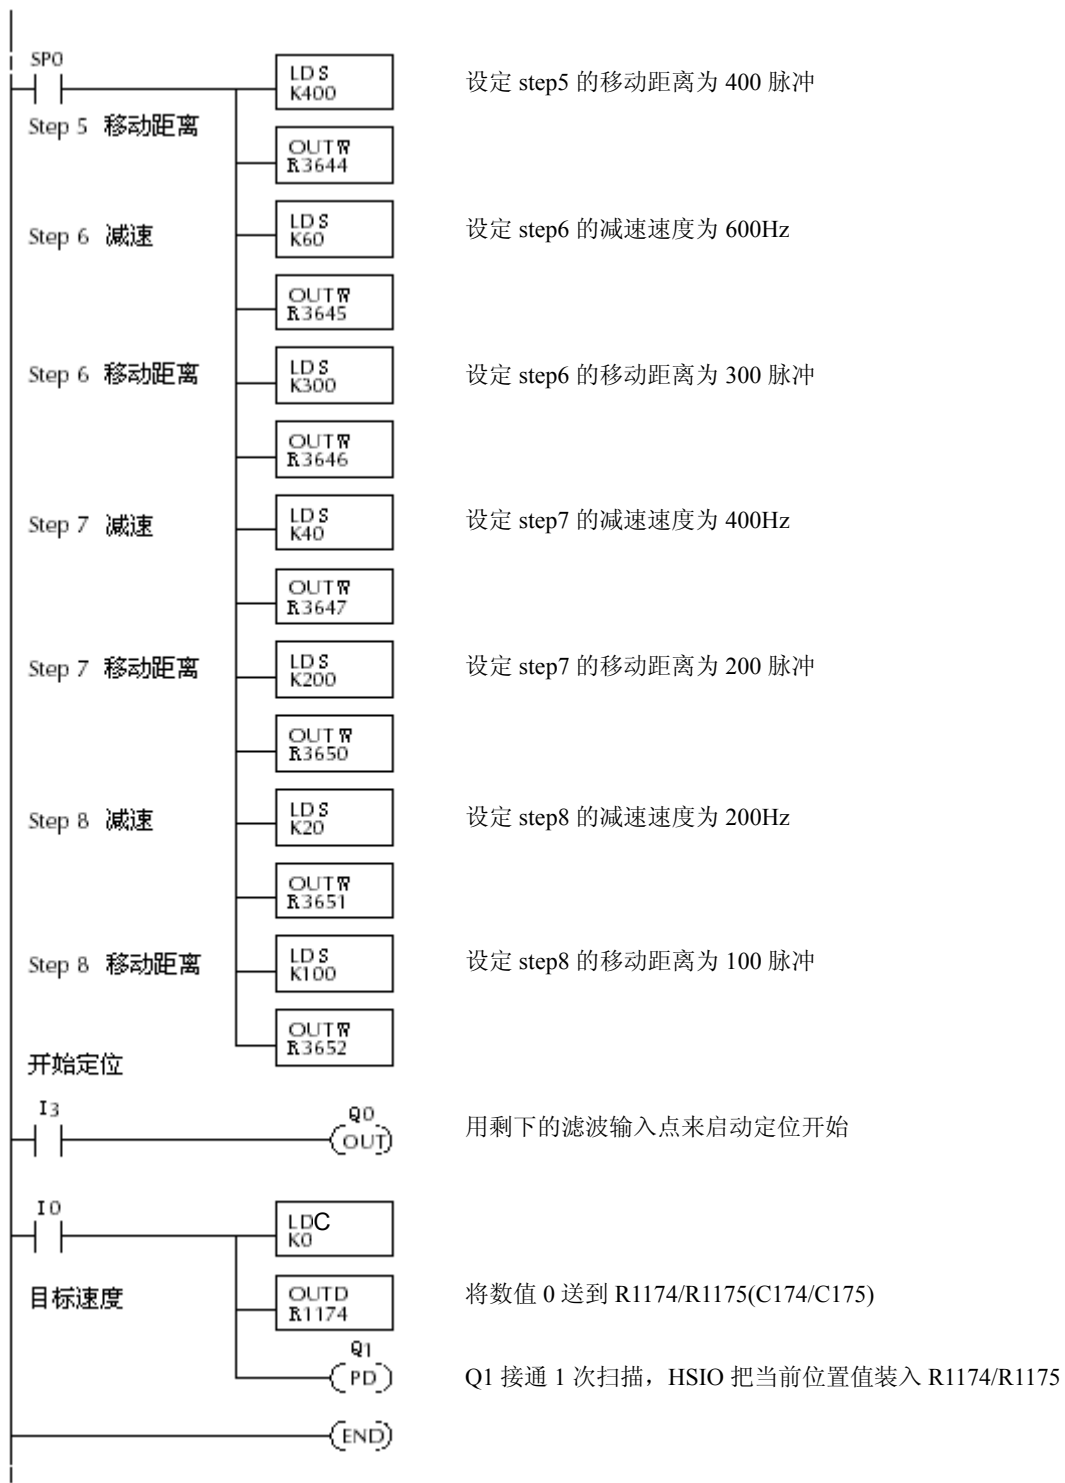 SP0
LDS
K400
设定 step5 的移动距离为 400 脉冲
Step 5 移动距离
OUTW
R3644
Step 6 减速
LDS
K60
设定 step6 的减速速度为 600Hz
OUTW
R3645
Step 6 移动距离
LDS
K300
设定 step6 的移动距离为 300 脉冲
OUTW
R3646
Step 7 减速
LDS
K40
设定 step7 的减速速度为 400Hz
OUTW
R3647
Step 7 移动距离
LDS
K200
设定 step7 的移动距离为 200 脉冲
OUTW
R3650
Step 8 减速
LDS
K20
设定 step8 的减速速度为 200Hz
OUTW
R3651
Step 8 移动距离
LDS
K100
设定 step8 的移动距离为 100 脉冲
OUTW
R3652
开始定位
I3
Q0
OUT
用剩下的滤波输入点来启动定位开始
I0
LDC
K0
目标速度
OUTD
R1174
将数值 0 送到 R1174/R1175(C174/C175)
Q1
PD
Q1 接通 1 次扫描，HSIO 把当前位置值装入 R1174/R1175
END